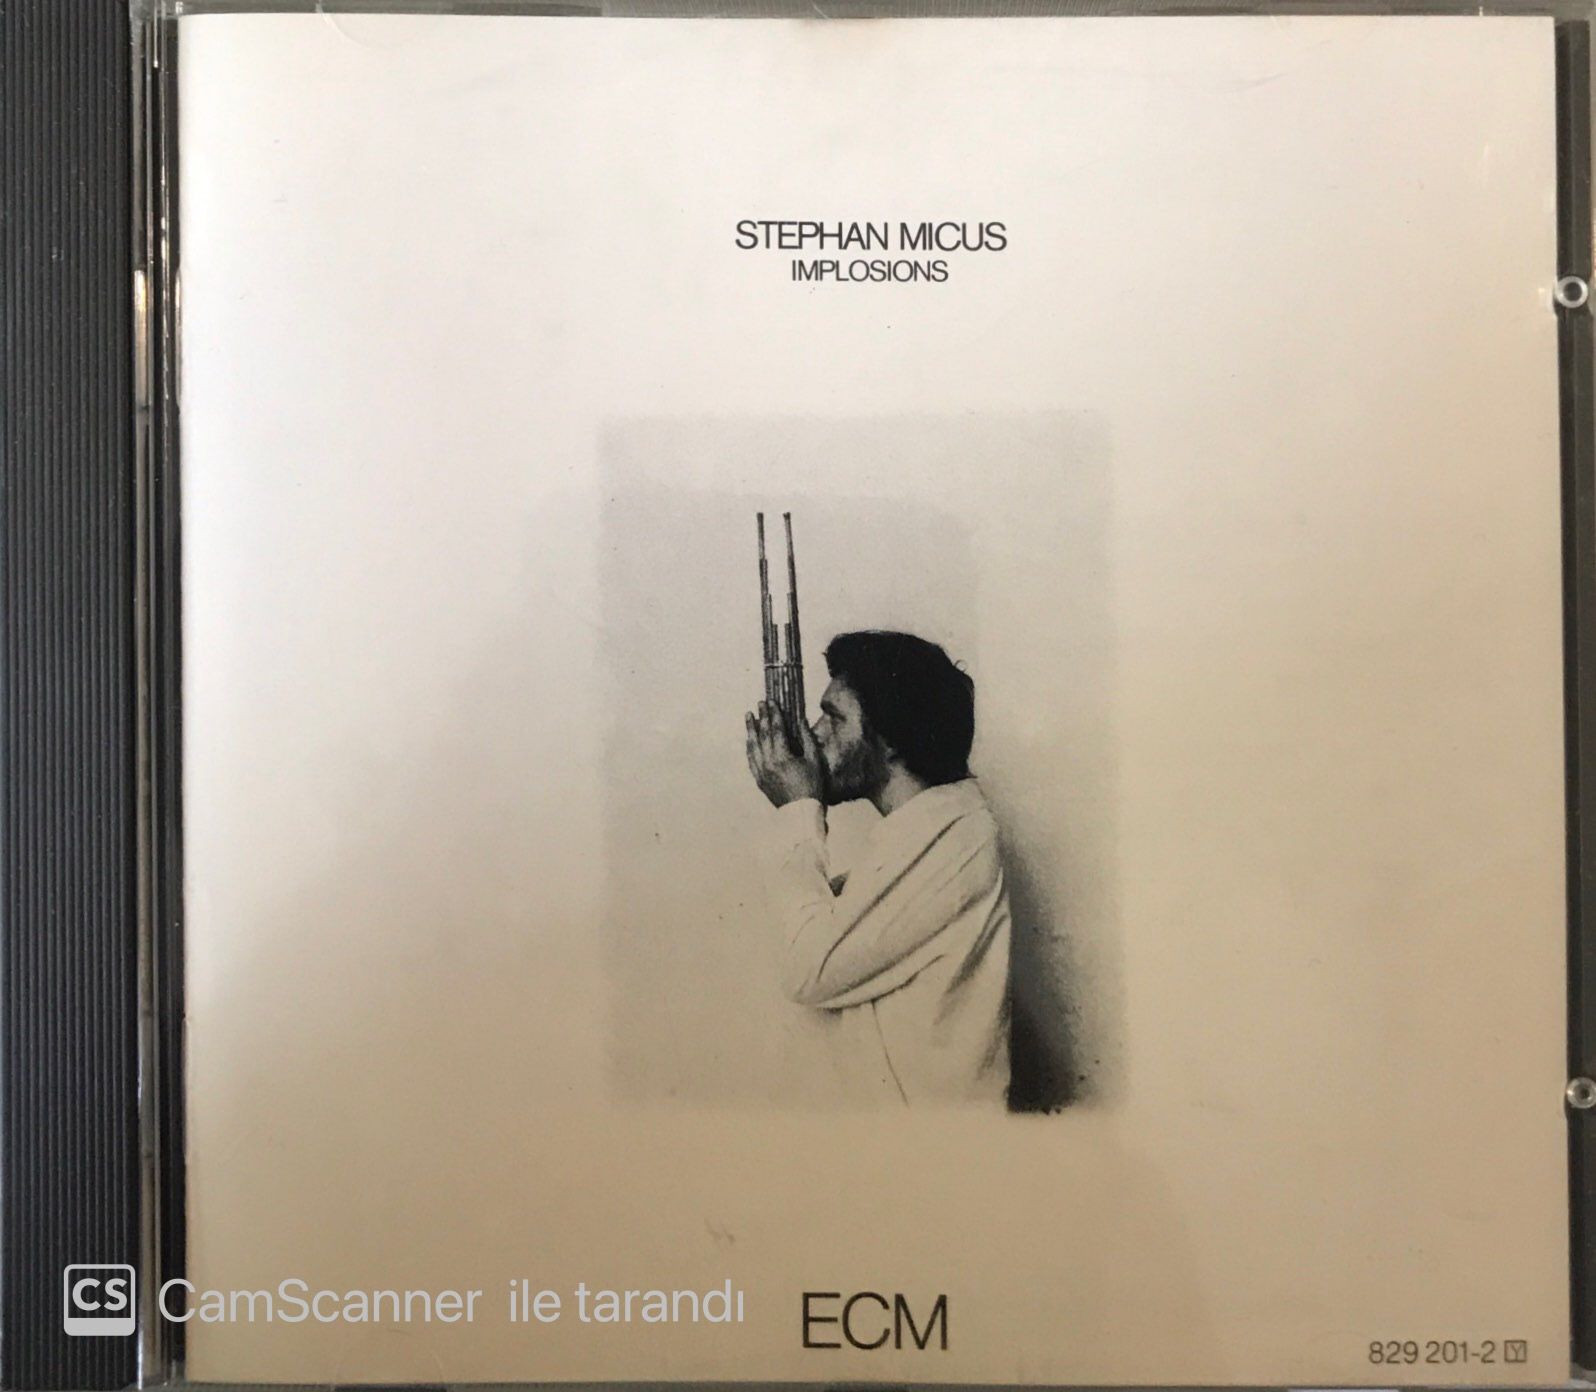 STEPHAN MICUS
IMPLOSIONS
CS CamScanner ile tarandı
ECM
829 201-2 Y